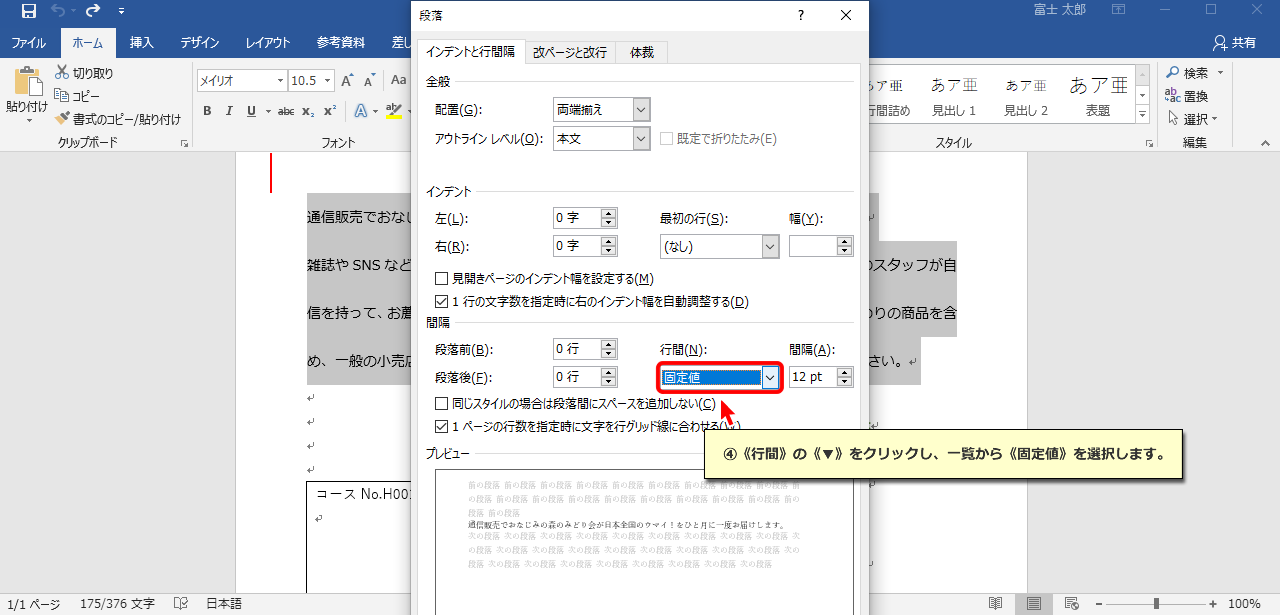 段落
富士 太郎
ファイル ホーム 挿入 デザイン レイアウト 参考資料 差し
共有
切り取り
コピー
書式のコピー/貼り付け
貼り付け
クリップボード
メイリオ 10.5 A A Aa
B I U abc x₂ x² A ab
フォント
あア亜 あア亜 あア亜 あア亜
行間詰め 見出し 1 見出し 2 表題
スタイル
検索
置換
選択
編集
インデントと行間隔 改ページと改行 体裁
全般
配置(G): 両端揃え
アウトライン レベル(O): 本文 既定で折りたたみ(E)
インデント
左(L): 0 字 最初の行(S): 幅(Y):
右(R): 0 字 (なし)
見開きページのインデント幅を設定する(M)
1 行の文字数を指定時に右のインデント幅を自動調整する(D)
間隔
段落前(B): 0 行 行間(N): 間隔(A):
段落後(F): 0 行 固定値 12 pt
同じスタイルの場合は段落間にスペースを追加しない(C)
1 ページの行数を指定時に文字を行グリッド線に合わせる(W)
④《行間》の《▼》をクリックし、一覧から《固定値》を選択します。
プレビュー
前の段落 前の段落 前の段落 前の段落 前の段落 前の段落 前の段落 前の段落 前の段落 前の
段落 前の段落 前の段落 前の段落 前の段落 前の段落 前の段落 前の段落 前の段落 前の
段落 前の段落
通信販売でおなじみの森のみどり会が日本全国のウマイ！をひと月に一度お届けします。
次の段落 次の段落 次の段落 次の段落 次の段落 次の段落 次の段落 次の段落 次の段落 次
の段落 次の段落 次の段落 次の段落 次の段落 次の段落 次の段落 次の段落 次の段落 次の
段落 次の段落 次の段落 次の段落 次の段落 次の段落 次の段落 次の段落 次の段落
通信販売でおなじ
雑誌や SNS など のスタッフが自
信を持って、お薦 りの商品を含
め、一般の小売店 さい。
コース No.H001
1/1 ページ 175/376 文字 日本語
100%